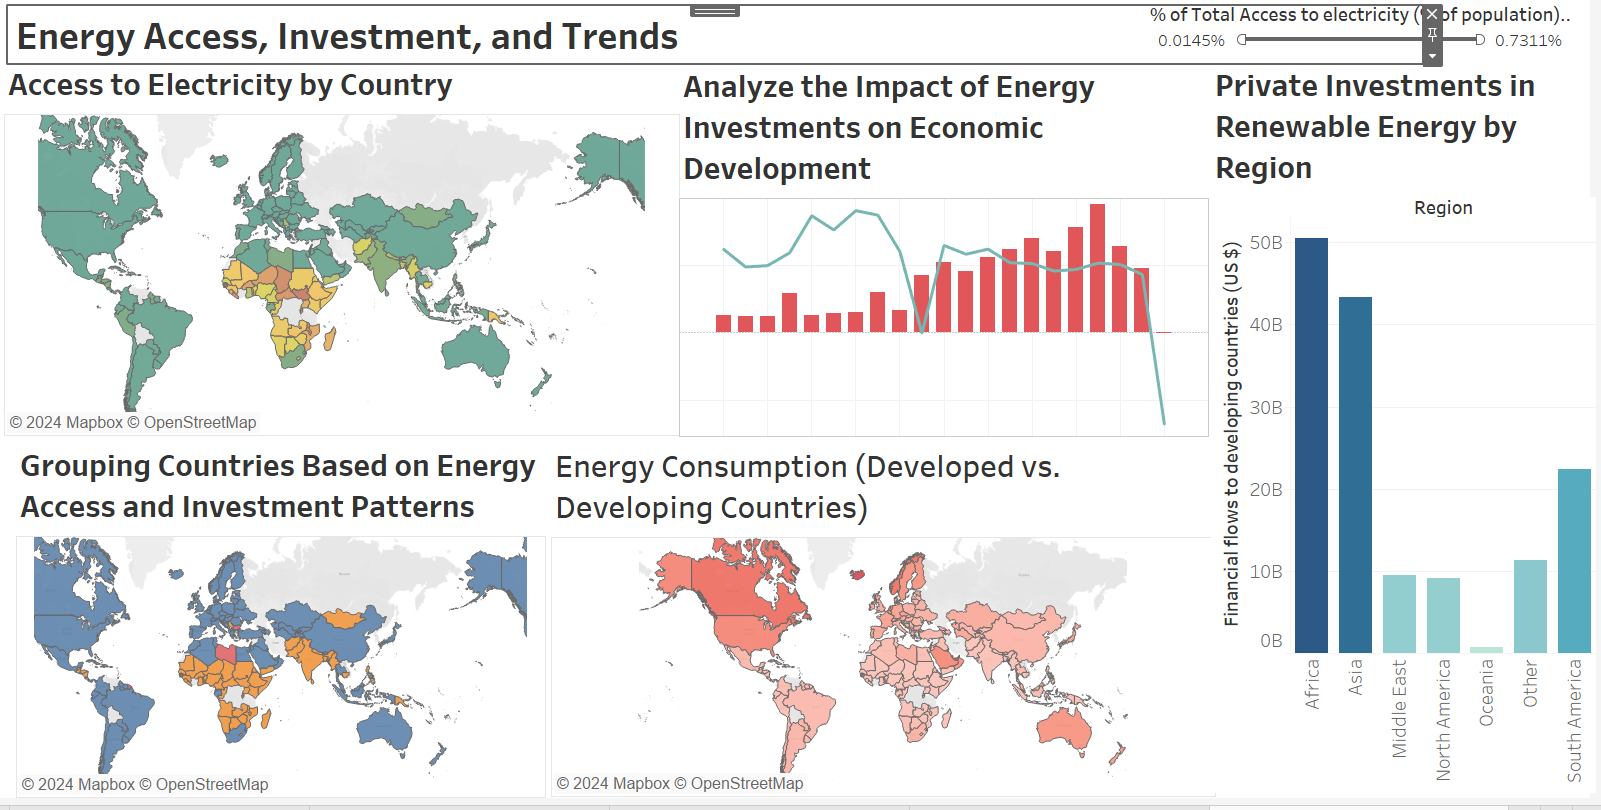 Energy Access, Investment, and Trends
% of Total Access to electricity ( of population)..
0.0145%
0.7311%
Access to Electricity by Country
© 2024 Mapbox © OpenStreetMap
Analyze the Impact of Energy
Investments on Economic
Development
Private Investments in
Renewable Energy by
Region
Region
Financial flows to developing countries (US $)
50B
40B
30B
20B
10B
0B
Africa
Asia
Middle East
North America
Oceania
Other
South America
Grouping Countries Based on Energy
Access and Investment Patterns
© 2024 Mapbox © OpenStreetMap
Energy Consumption (Developed vs.
Developing Countries)
© 2024 Mapbox © OpenStreetMap